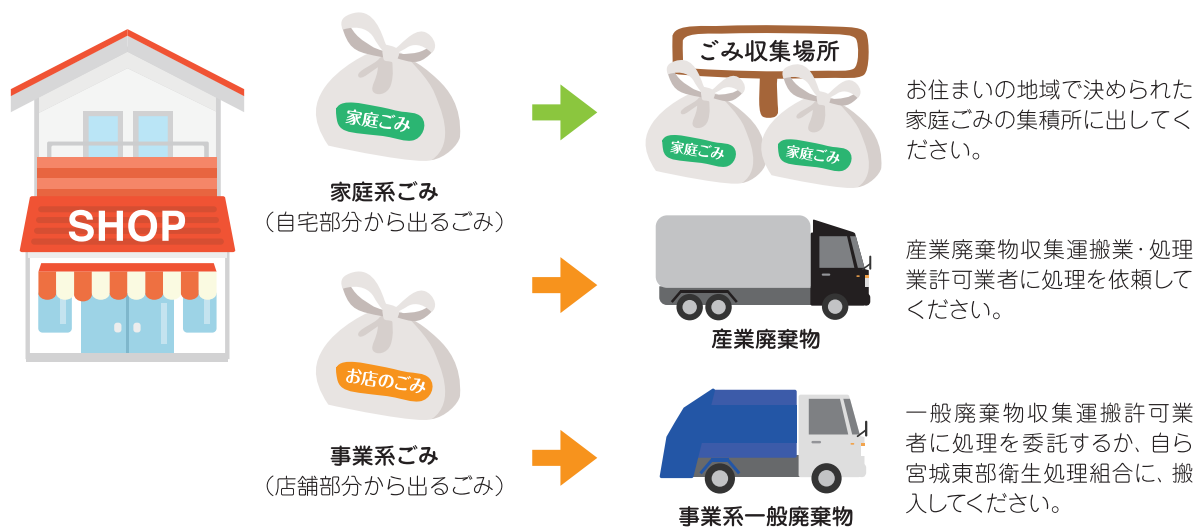 SHOP
家庭ごみ
家庭系ごみ
（自宅部分から出るごみ）
ごみ収集場所
家庭ごみ
家庭ごみ
お住まいの地域で決められた
家庭ごみの集積所に出してく
ださい。
お店のごみ
事業系ごみ
（店舗部分から出るごみ）
産業廃棄物
産業廃棄物収集運搬業・処理
業許可業者に処理を依頼して
ください。
事業系一般廃棄物
一般廃棄物収集運搬許可業
者に処理を委託するか、自ら
宮城東部衛生処理組合に、搬
入してください。